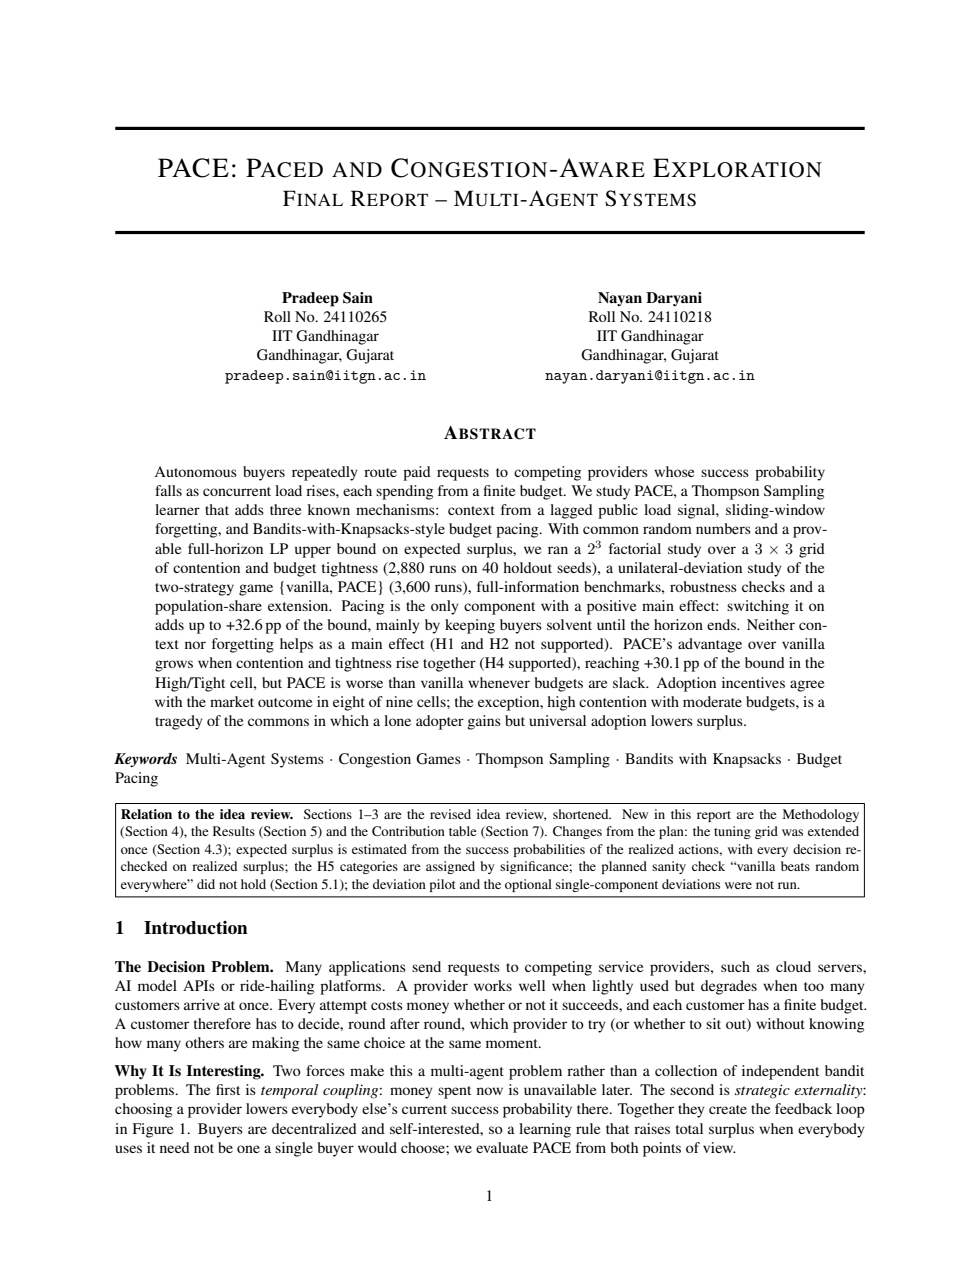 PACE: PACED AND CONGESTION-AWARE EXPLORATION
FINAL REPORT – MULTI-AGENT SYSTEMS
Pradeep Sain
Roll No. 24110265
IIT Gandhinagar
Gandhinagar, Gujarat
pradeep.sain@iitgn.ac.in
Nayan Daryani
Roll No. 24110218
IIT Gandhinagar
Gandhinagar, Gujarat
nayan.daryani@iitgn.ac.in
ABSTRACT
Autonomous buyers repeatedly route paid requests to competing providers whose success probability
falls as concurrent load rises, each spending from a finite budget. We study PACE, a Thompson Sampling
learner that adds three known mechanisms: context from a lagged public load signal, sliding-window
forgetting, and Bandits-with-Knapsacks-style budget pacing. With common random numbers and a prov-
able full-horizon LP upper bound on expected surplus, we ran a 2³ factorial study over a 3 × 3 grid
of contention and budget tightness (2,880 runs on 40 holdout seeds), a unilateral-deviation study of the
two-strategy game {vanilla, PACE} (3,600 runs), full-information benchmarks, robustness checks and a
population-share extension. Pacing is the only component with a positive main effect: switching it on
adds up to +32.6 pp of the bound, mainly by keeping buyers solvent until the horizon ends. Neither con-
text nor forgetting helps as a main effect (H1 and H2 not supported). PACE's advantage over vanilla
grows when contention and tightness rise together (H4 supported), reaching +30.1 pp of the bound in the
High/Tight cell, but PACE is worse than vanilla whenever budgets are slack. Adoption incentives agree
with the market outcome in eight of nine cells; the exception, high contention with moderate budgets, is a
tragedy of the commons in which a lone adopter gains but universal adoption lowers surplus.
Keywords Multi-Agent Systems · Congestion Games · Thompson Sampling · Bandits with Knapsacks · Budget
Pacing
Relation to the idea review. Sections 1–3 are the revised idea review, shortened. New in this report are the Methodology
(Section 4), the Results (Section 5) and the Contribution table (Section 7). Changes from the plan: the tuning grid was extended
once (Section 4.3); expected surplus is estimated from the success probabilities of the realized actions, with every decision re-
checked on realized surplus; the H5 categories are assigned by significance; the planned sanity check “vanilla beats random
everywhere” did not hold (Section 5.1); the deviation pilot and the optional single-component deviations were not run.
1 Introduction
The Decision Problem. Many applications send requests to competing service providers, such as cloud servers,
AI model APIs or ride-hailing platforms. A provider works well when lightly used but degrades when too many
customers arrive at once. Every attempt costs money whether or not it succeeds, and each customer has a finite budget.
A customer therefore has to decide, round after round, which provider to try (or whether to sit out) without knowing
how many others are making the same choice at the same moment.
Why It Is Interesting. Two forces make this a multi-agent problem rather than a collection of independent bandit
problems. The first is temporal coupling: money spent now is unavailable later. The second is strategic externality:
choosing a provider lowers everybody else's current success probability there. Together they create the feedback loop
in Figure 1. Buyers are decentralized and self-interested, so a learning rule that raises total surplus when everybody
uses it need not be one a single buyer would choose; we evaluate PACE from both points of view.
1